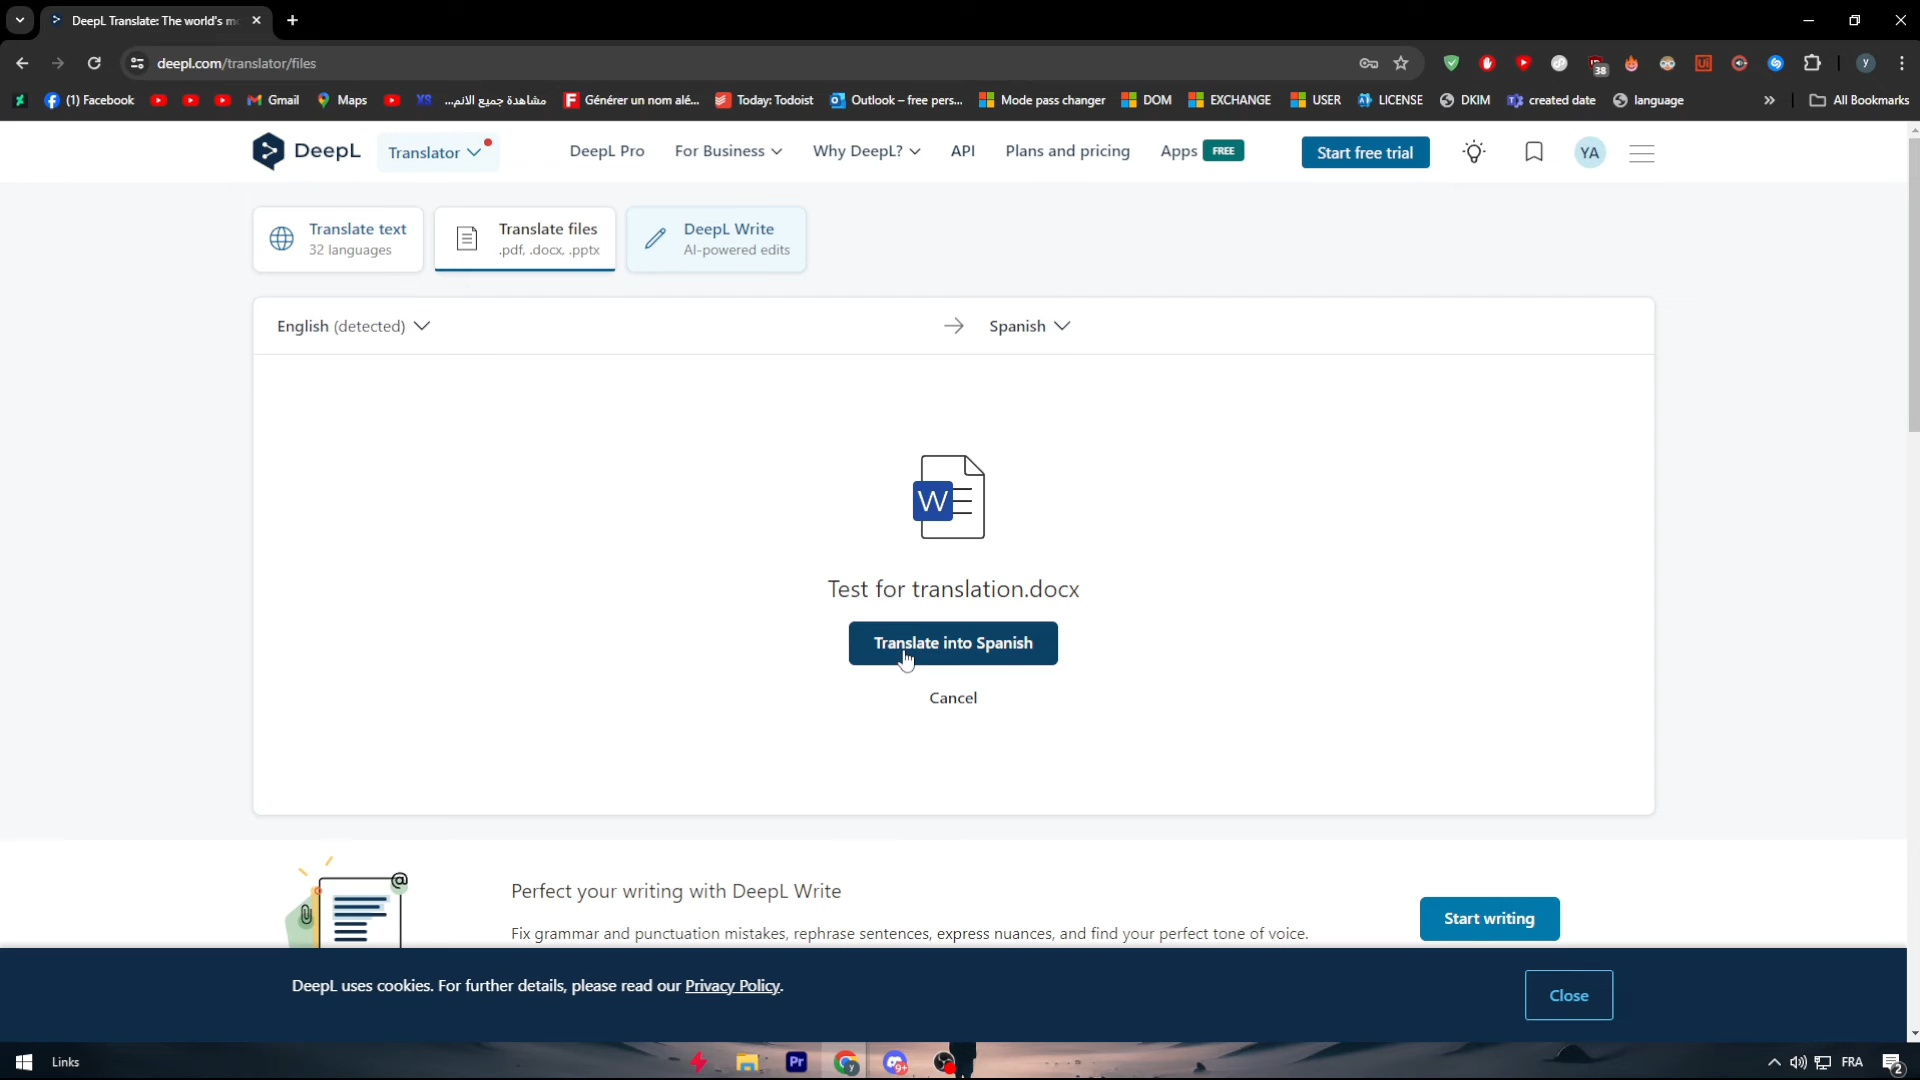 DeepL Translate: The world's m
deepl.com/translator/files
38
y
(1) Facebook
Gmail
Maps
مشاهدة جميع الانم...
Générer un nom alé...
Today: Todoist
Outlook – free pers...
Mode pass changer
DOM
EXCHANGE
USER
LICENSE
DKIM
created date
language
All Bookmarks
DeepL
Translator
DeepL Pro
For Business
Why DeepL?
API
Plans and pricing
Apps FREE
Start free trial
YA
Translate text
32 languages
Translate files
.pdf, .docx, .pptx
DeepL Write
AI-powered edits
English (detected)
Spanish
W
Test for translation.docx
Translate into Spanish
Cancel
@
Perfect your writing with DeepL Write
Fix grammar and punctuation mistakes, rephrase sentences, express nuances, and find your perfect tone of voice.
Start writing
DeepL uses cookies. For further details, please read our Privacy Policy.
Close
Links
Pr
y
9+
FRA
2